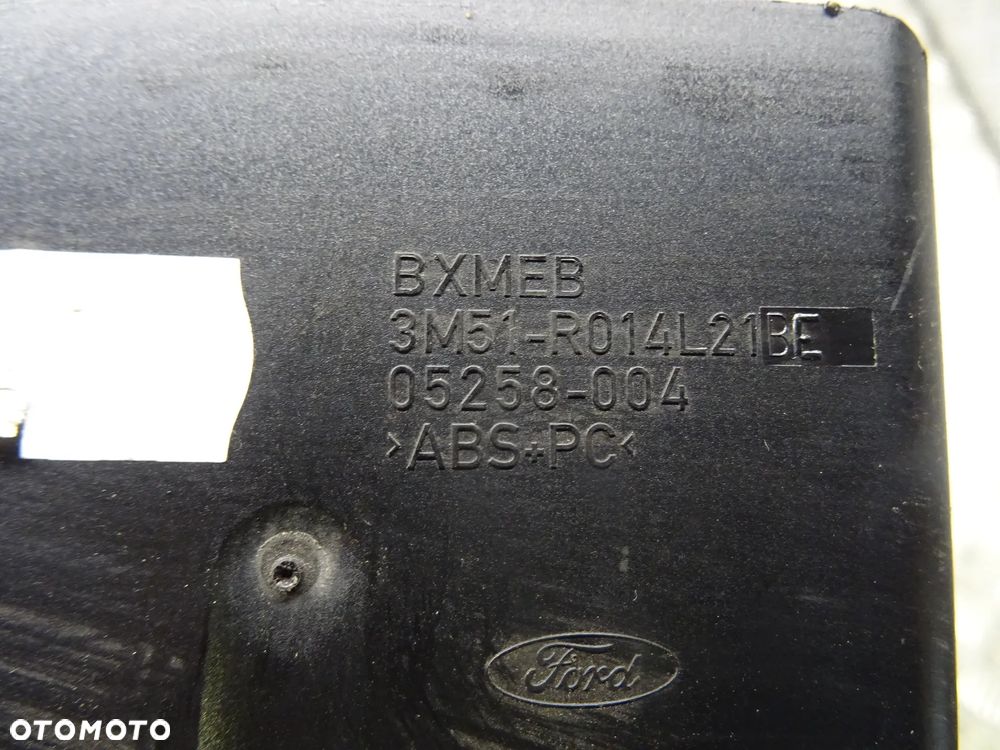 BXMEB
3M51-R014L21BE
05258-004
>ABS+PC<
Ford
OTOMOTO